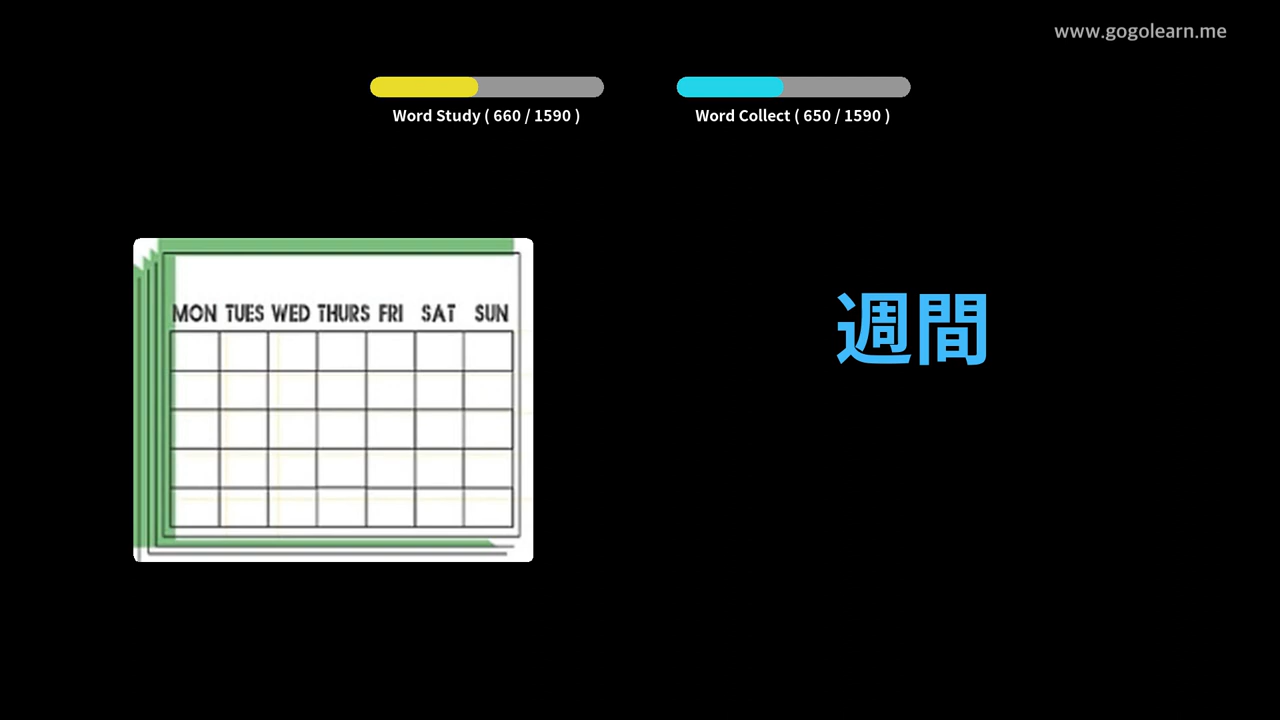 www.gogolearn.me
Word Study ( 660 / 1590 )
Word Collect ( 650 / 1590 )
MON TUES WED THURS FRI SAT SUN
週間